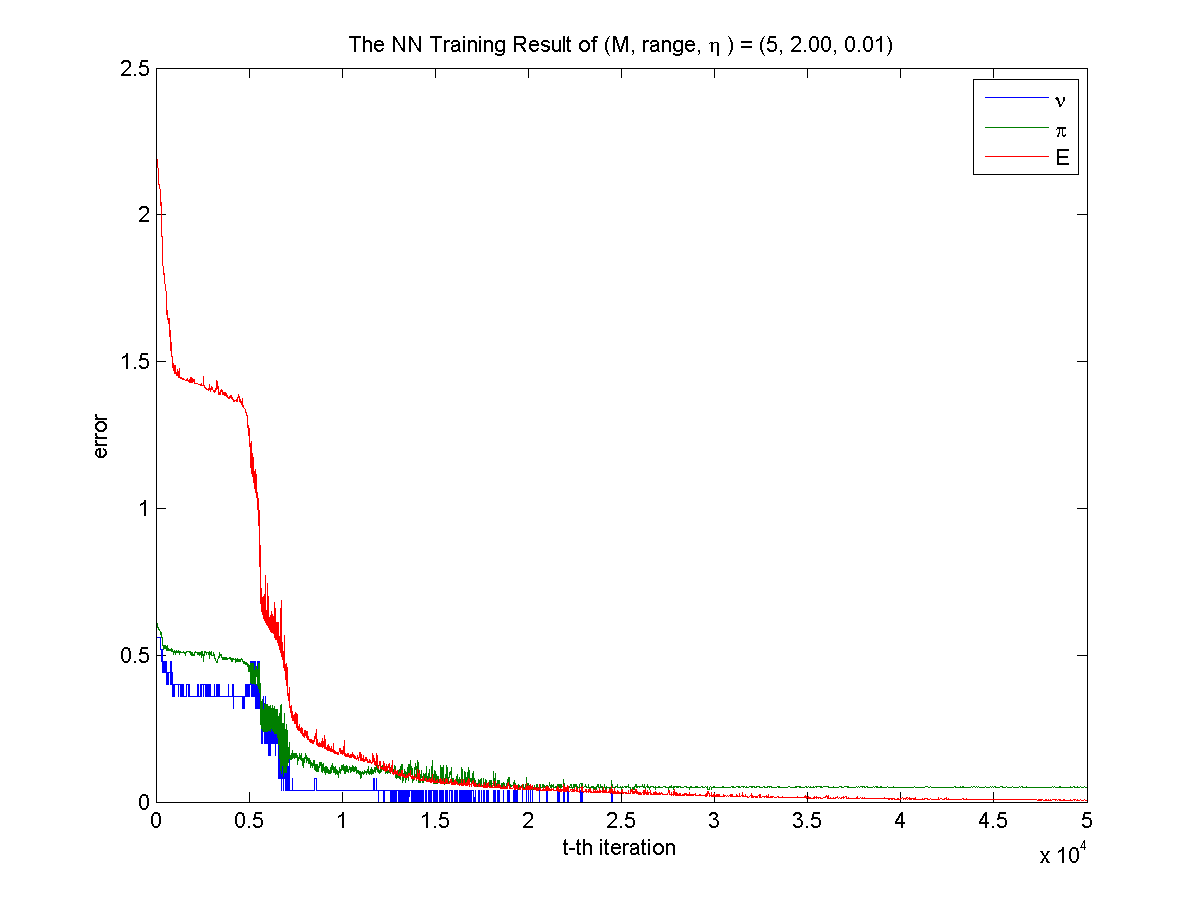 The NN Training Result of (M, range, η ) = (5, 2.00, 0.01)
2.5
2
1.5
1
0.5
0
error
ν
π
E
0 0.5 1 1.5 2 2.5 3 3.5 4 4.5 5
t-th iteration
x 10^4